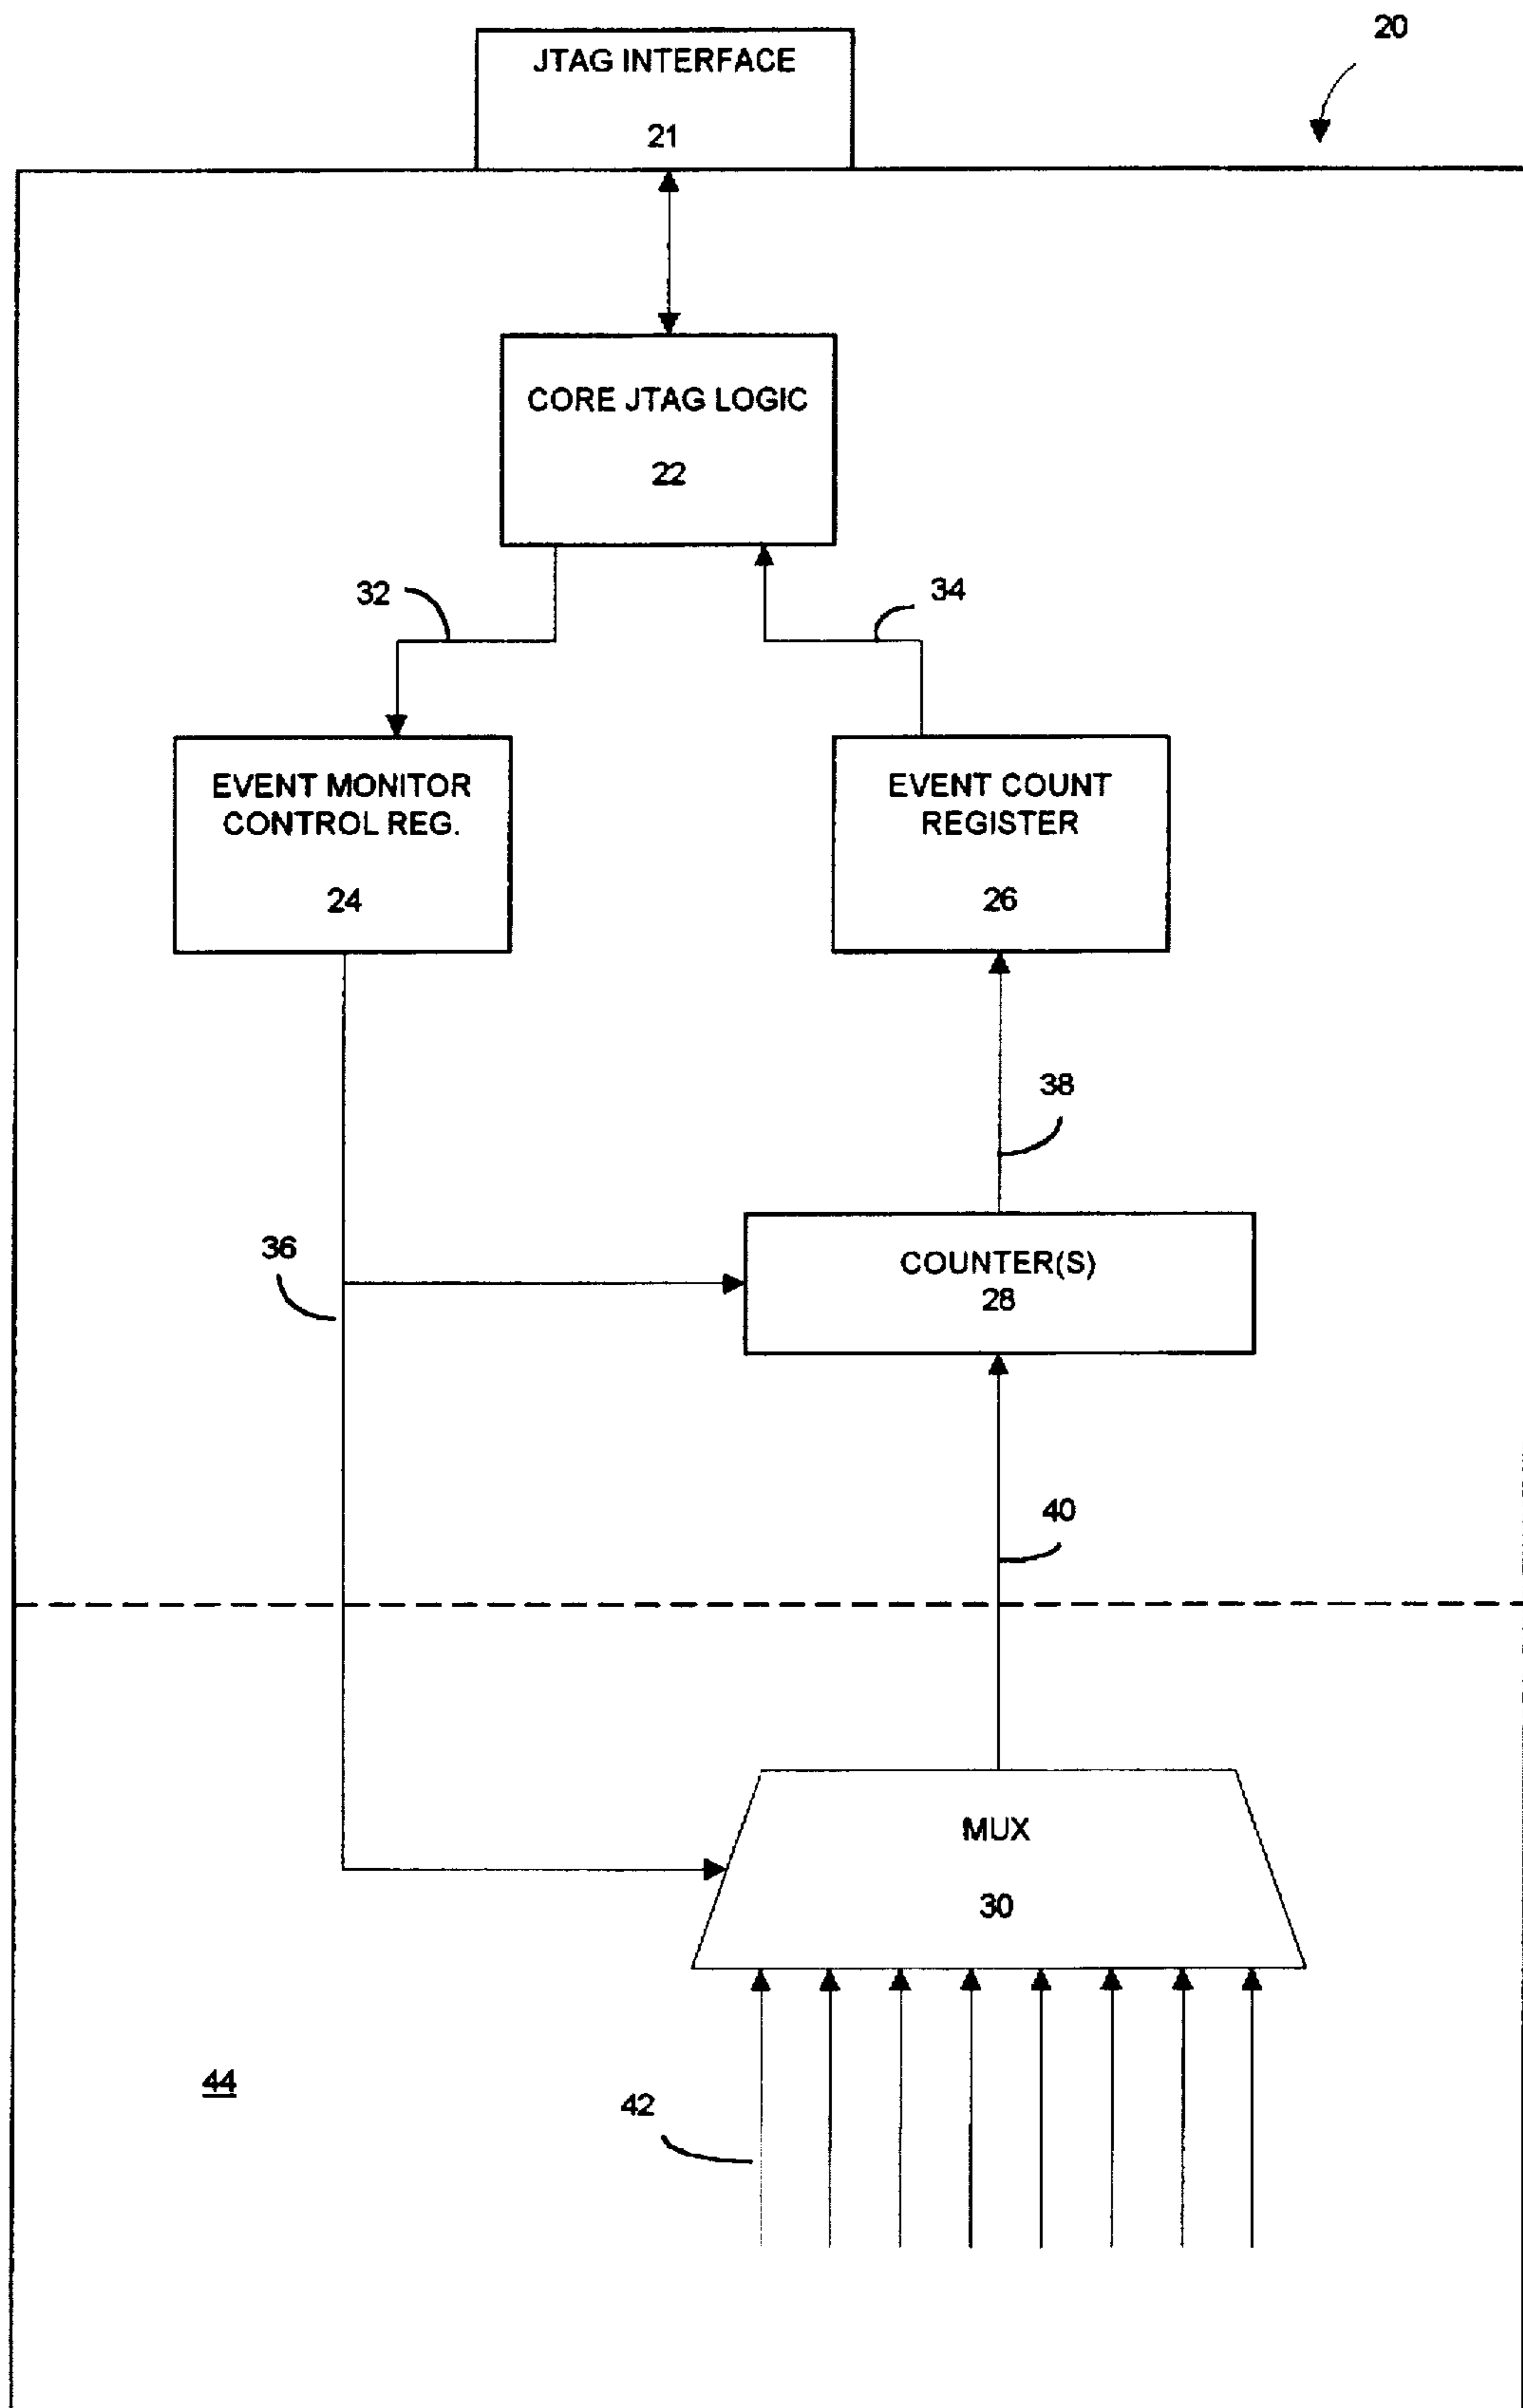 20
JTAG INTERFACE
21
CORE JTAG LOGIC
22
32
34
EVENT MONITOR
CONTROL REG.
24
EVENT COUNT
REGISTER
26
38
36
COUNTER(S)
28
40
MUX
30
44
42